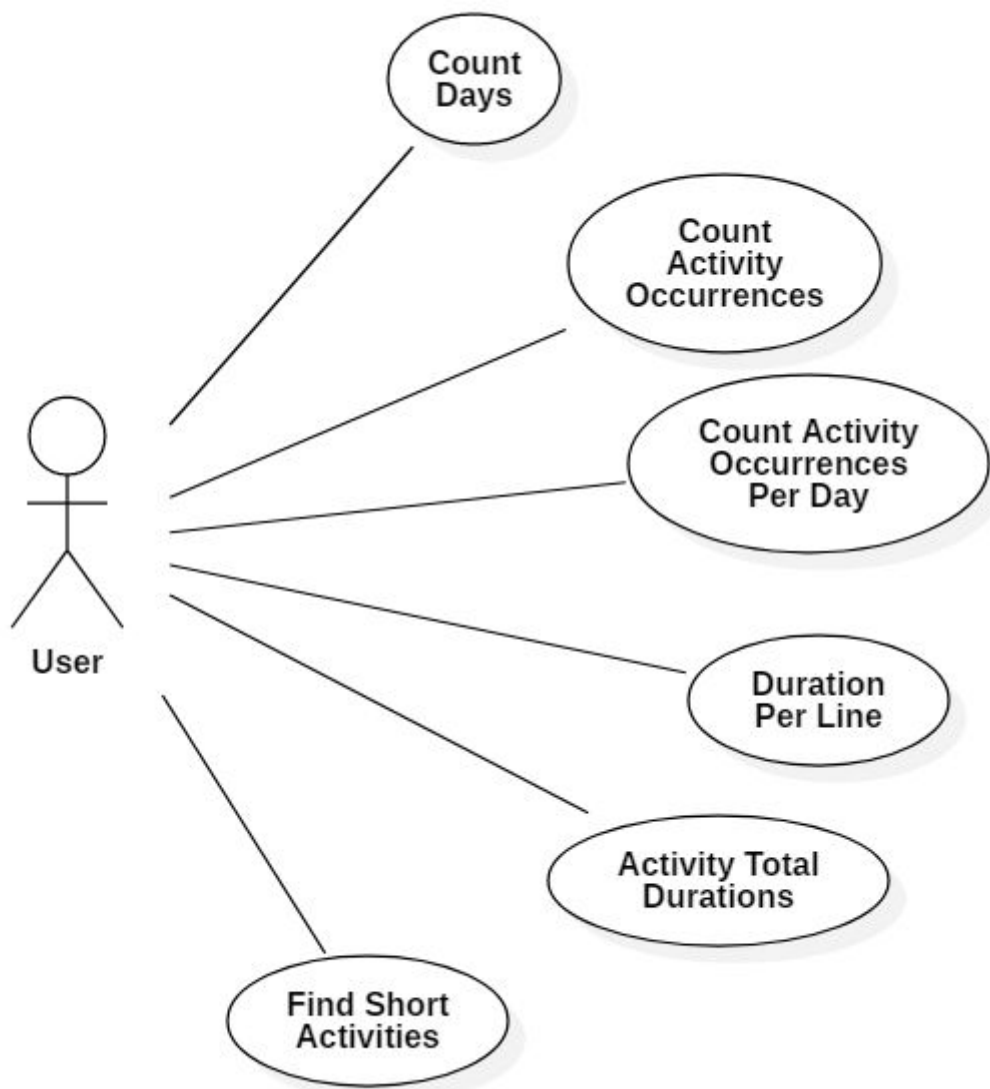 Count
Days
Count
Activity
Occurrences
Count Activity
Occurrences
Per Day
User
Duration
Per Line
Activity Total
Durations
Find Short
Activities